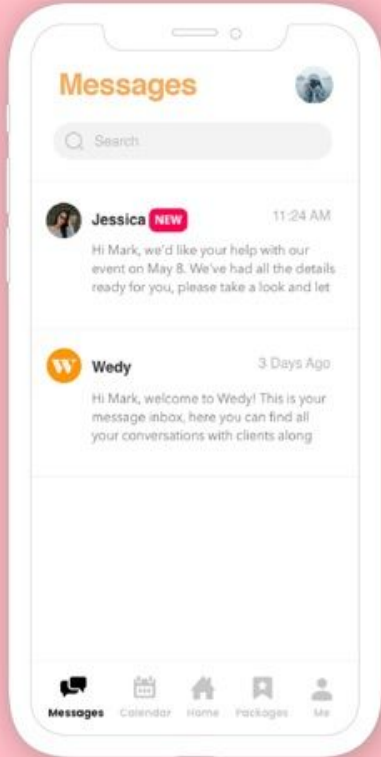 Messages
Search
Jessica NEW 11:24 AM
Hi Mark, we'd like your help with our
event on May 8. We've had all the details
ready for you, please take a look and let
W
Wedy 3 Days Ago
Hi Mark, welcome to Wedy! This is your
message inbox, here you can find all
your conversations with clients along
Messages Calendar Home Packages Me